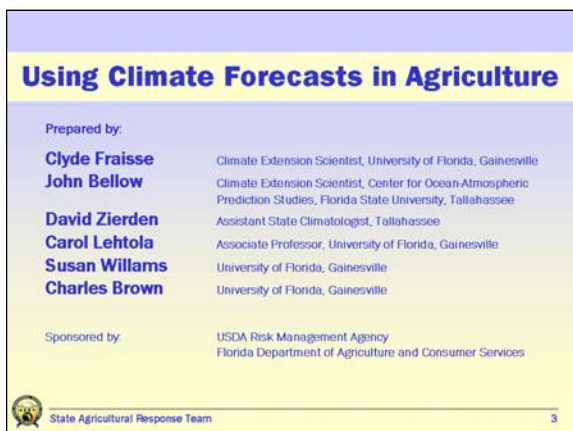 Using Climate Forecasts in Agriculture
Prepared by:
Clyde Fraisse Climate Extension Scientist, University of Florida, Gainesville
John Bellow Climate Extension Scientist, Center for Ocean-Atmospheric
Prediction Studies, Florida State University, Tallahassee
David Zierden Assistant State Climatologist, Tallahassee
Carol Lehtola Associate Professor, University of Florida, Gainesville
Susan Willams University of Florida, Gainesville
Charles Brown University of Florida, Gainesville
Sponsored by: USDA Risk Management Agency
Florida Department of Agriculture and Consumer Services
State Agricultural Response Team 3